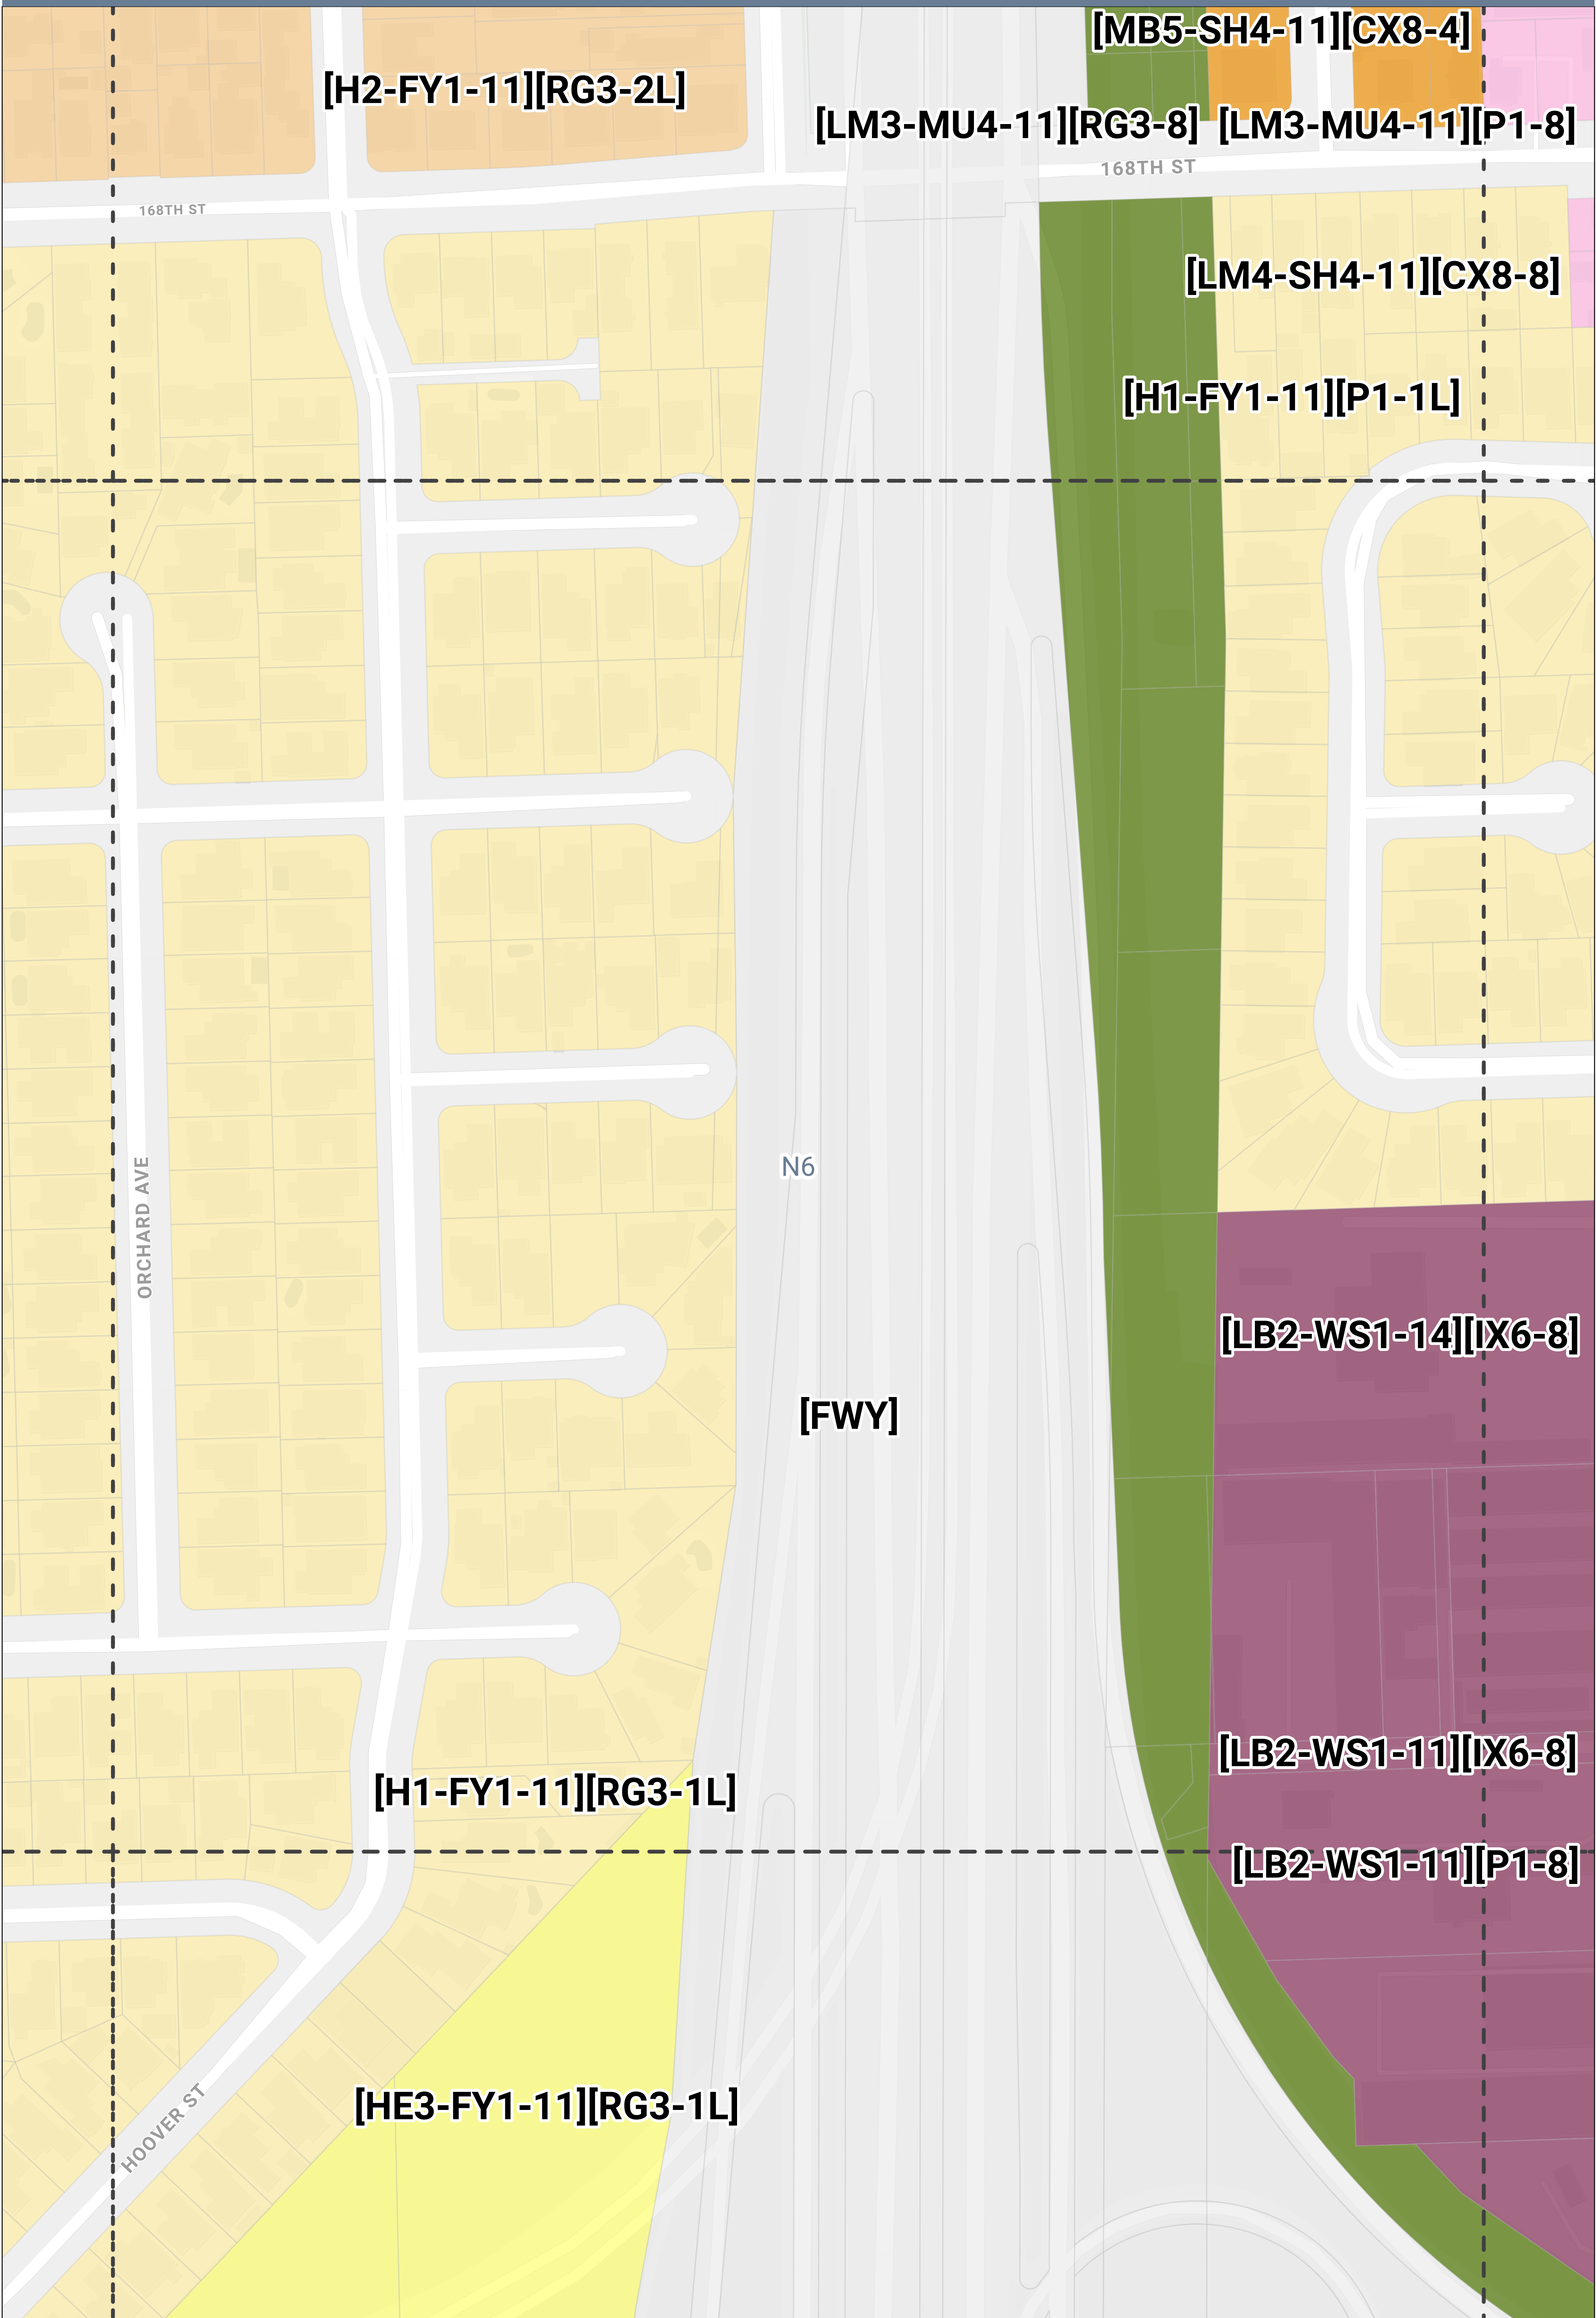 [MB5-SH4-11][CX8-4]
[H2-FY1-11][RG3-2L]
[LM3-MU4-11][RG3-8]
[LM3-MU4-11][P1-8]
168TH ST
168TH ST
[LM4-SH4-11][CX8-8]
[H1-FY1-11][P1-1L]
N6
ORCHARD AVE
[LB2-WS1-14][IX6-8]
[FWY]
[LB2-WS1-11][IX6-8]
[H1-FY1-11][RG3-1L]
[LB2-WS1-11][P1-8]
[HE3-FY1-11][RG3-1L]
HOOVER ST